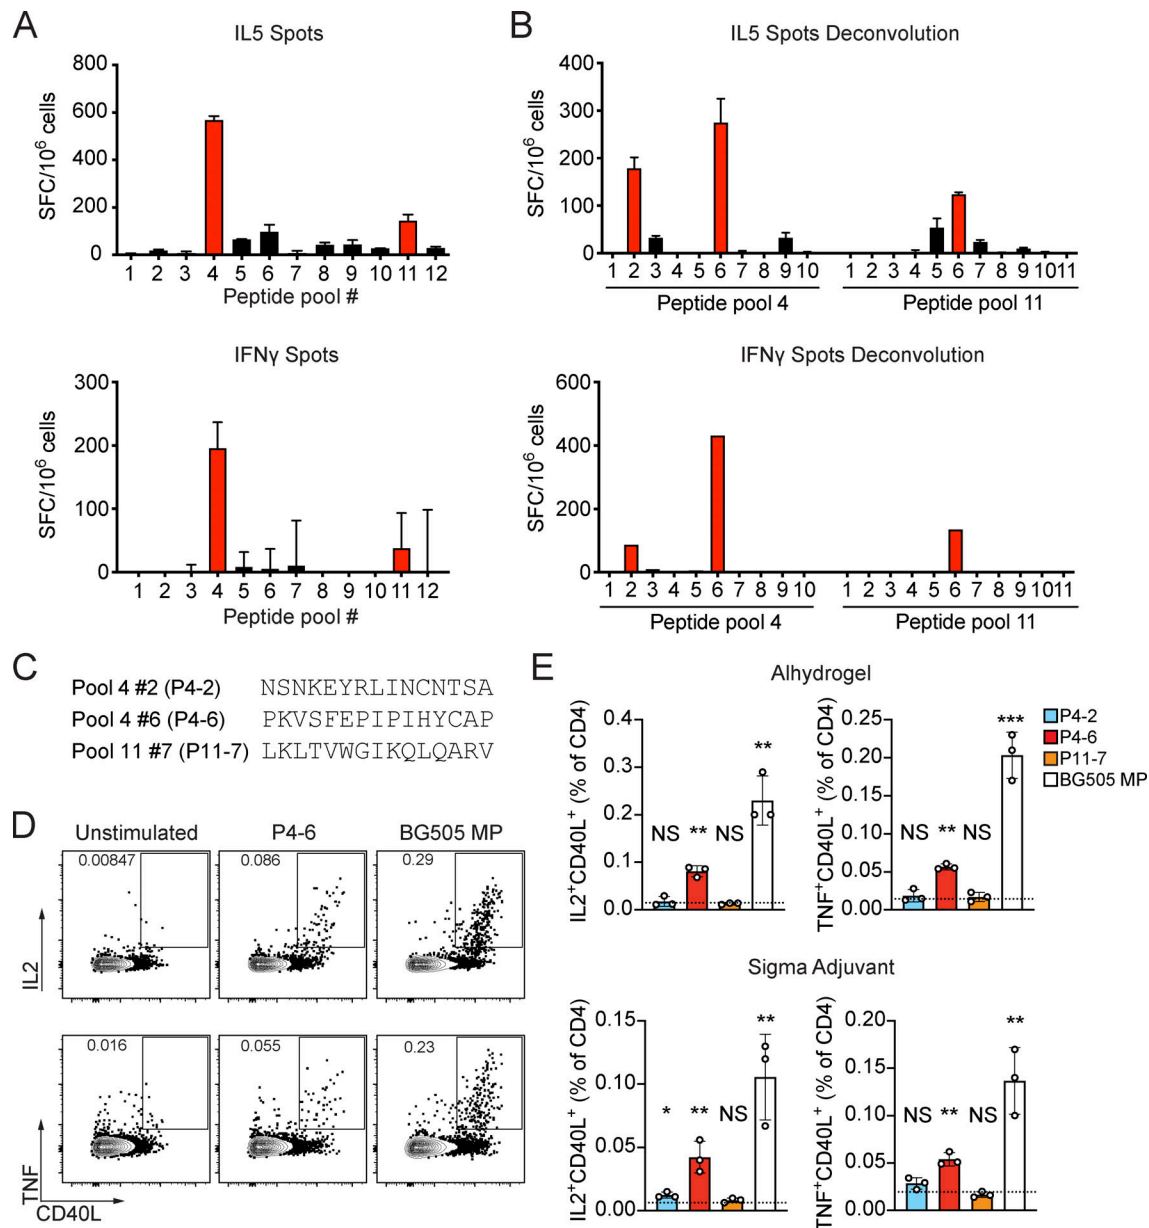 A
IL5 Spots
SFC/10⁶ cells
800
600
400
200
0
1 2 3 4 5 6 7 8 9 10 11 12
Peptide pool #
IFNγ Spots
SFC/10⁶ cells
300
200
100
0
1 2 3 4 5 6 7 8 9 10 11 12
Peptide pool #
B
IL5 Spots Deconvolution
SFC/10⁶ cells
400
300
200
100
0
1 2 3 4 5 6 7 8 9 10 1 2 3 4 5 6 7 8 9 10 11
Peptide pool 4 Peptide pool 11
IFNγ Spots Deconvolution
SFC/10⁶ cells
600
400
200
0
1 2 3 4 5 6 7 8 9 10 1 2 3 4 5 6 7 8 9 10 11
Peptide pool 4 Peptide pool 11
C
Pool 4 #2 (P4-2) NSNKEYRLINCNTSA
Pool 4 #6 (P4-6) PKVSFEPIPIHYCAP
Pool 11 #7 (P11-7) LKLTVWGIKQLQARV
D
Unstimulated P4-6 BG505 MP
0.00847 0.086 0.29
IL2
0.016 0.055 0.23
TNF
CD40L
E
Alhydrogel
IL2⁺CD40L⁺ (% of CD4)
0.4
0.3
0.2
0.1
0.0
NS ** NS **
TNF⁺CD40L⁺ (% of CD4)
0.25
0.20
0.15
0.10
0.05
0.00
NS ** NS ***
P4-2
P4-6
P11-7
BG505 MP
Sigma Adjuvant
IL2⁺CD40L⁺ (% of CD4)
0.15
0.10
0.05
0.00
* ** NS **
TNF⁺CD40L⁺ (% of CD4)
0.20
0.15
0.10
0.05
0.00
NS ** NS **